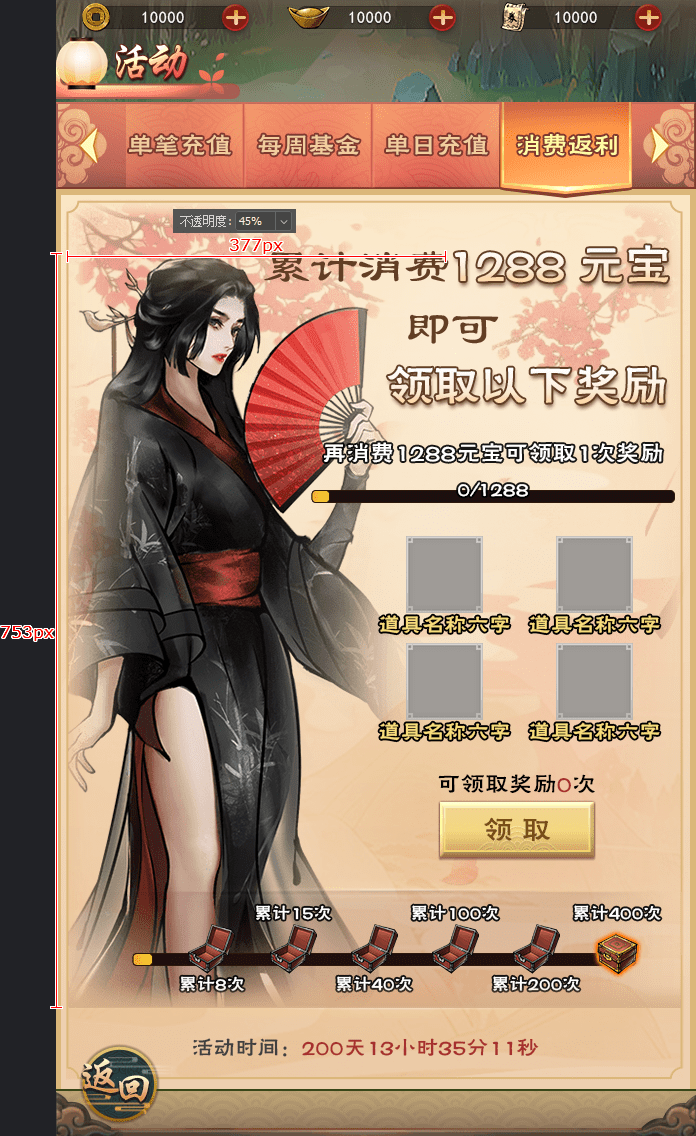 10000 10000 10000
活动
单笔充值 每周基金 单日充值 消费返利
不透明度: 45%
377px
累计消费1288 元宝
即可
领取以下奖励
再消费1288元宝可领取1次奖励
0/1288
道具名称六字 道具名称六字
753px
道具名称六字 道具名称六字
可领取奖励0次
领取
累计15次 累计100次 累计400次
累计8次 累计40次 累计200次
活动时间: 200天13小时35分11秒
返回